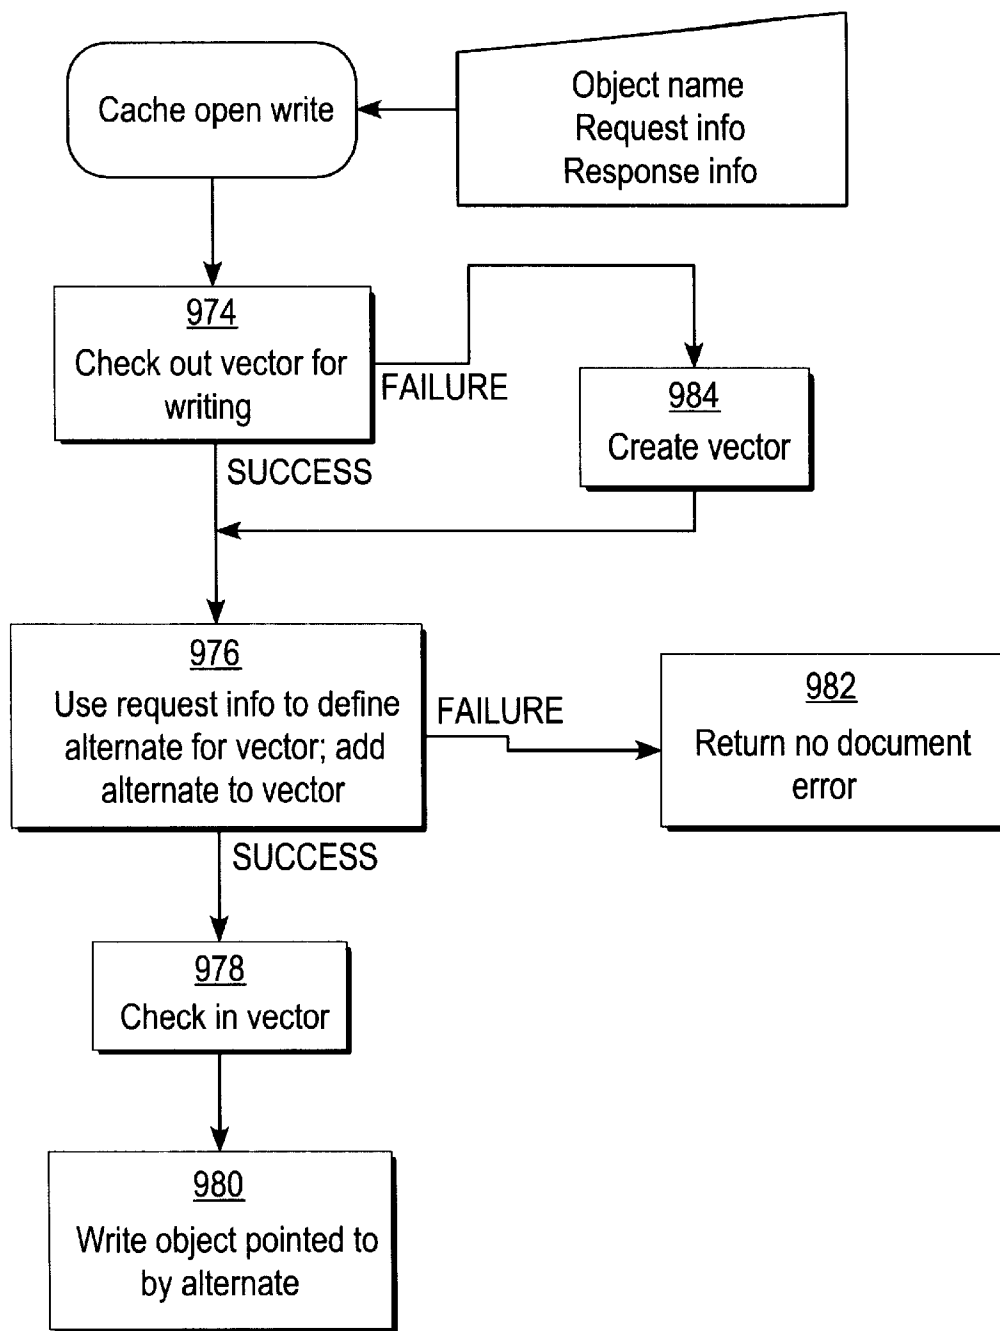 Cache open write
Object name
Request info
Response info
974
Check out vector for
writing
FAILURE
984
Create vector
SUCCESS
976
Use request info to define
alternate for vector; add
alternate to vector
FAILURE
982
Return no document
error
SUCCESS
978
Check in vector
980
Write object pointed to
by alternate